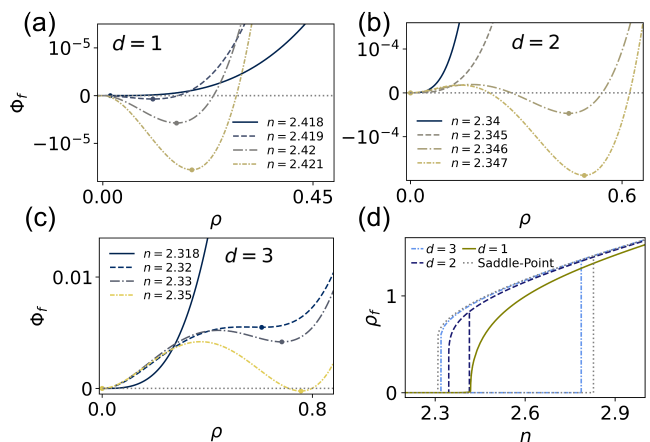 (a)
d = 1
10⁻⁵
0
−10⁻⁵
Φ_f
n = 2.418
n = 2.419
n = 2.42
n = 2.421
0.00
0.45
ρ
(b)
d = 2
10⁻⁴
0
−10⁻⁴
n = 2.34
n = 2.345
n = 2.346
n = 2.347
0.0
0.6
ρ
(c)
d = 3
n = 2.318
n = 2.32
n = 2.33
n = 2.35
0.01
0
Φ_f
0.0
0.8
ρ
(d)
d = 3
d = 1
d = 2
Saddle-Point
1
0
ρ_f
2.3
2.6
2.9
n